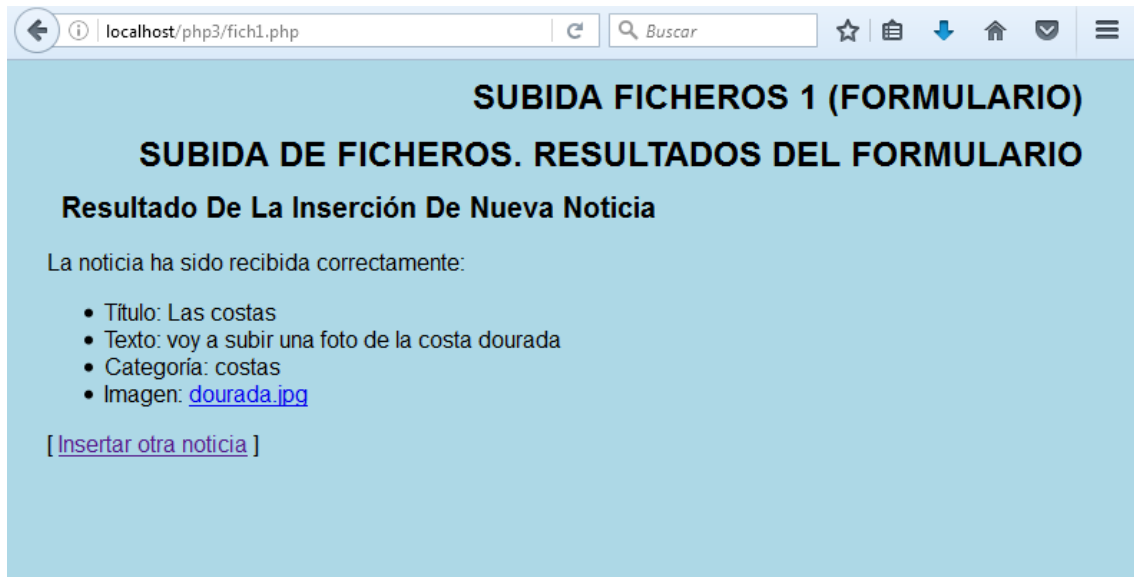 localhost/php3/fich1.php
Buscar
SUBIDA FICHEROS 1 (FORMULARIO)
SUBIDA DE FICHEROS. RESULTADOS DEL FORMULARIO
Resultado De La Inserción De Nueva Noticia
La noticia ha sido recibida correctamente:
• Título: Las costas
• Texto: voy a subir una foto de la costa dourada
• Categoría: costas
• Imagen: dourada.jpg
[ Insertar otra noticia ]